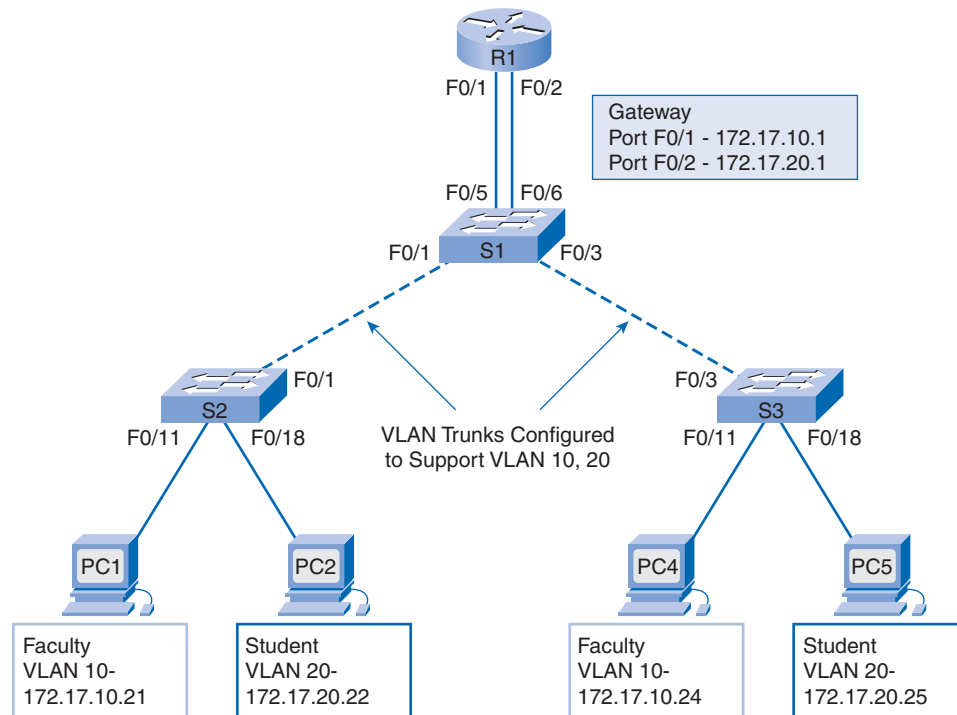 R1
F0/1
F0/2
Gateway
Port F0/1 - 172.17.10.1
Port F0/2 - 172.17.20.1
F0/5
F0/6
F0/1
S1
F0/3
F0/1
F0/3
S2
S3
F0/11
F0/18
VLAN Trunks Configured
to Support VLAN 10, 20
F0/11
F0/18
PC1
PC2
PC4
PC5
Faculty
VLAN 10-
172.17.10.21
Student
VLAN 20-
172.17.20.22
Faculty
VLAN 10-
172.17.10.24
Student
VLAN 20-
172.17.20.25